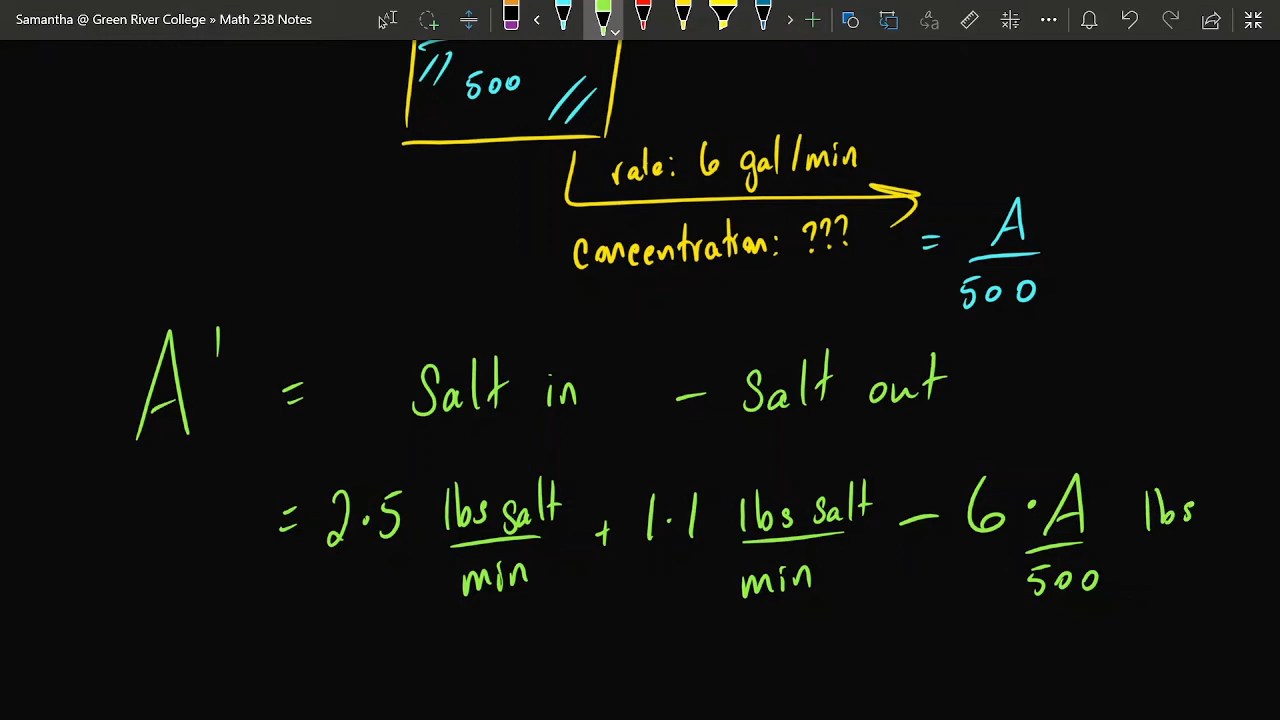 Samantha @ Green River College » Math 238 Notes
500
rate: 6 gal/min
concentration: ??? = A
500
A' = Salt in - Salt out
= 2·5 lbs salt + 1·1 lbs salt - 6·A lbs
min min 500